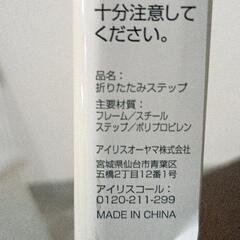 十分注意して
ください。
品名：
折りたたみステップ
主要材質：
フレーム／スチール
ステップ／ポリプロピレン
アイリスオーヤマ株式会社
宮城県仙台市青葉区
五橋2丁目12番1号
アイリスコール：
0120-211-299
MADE IN CHINA